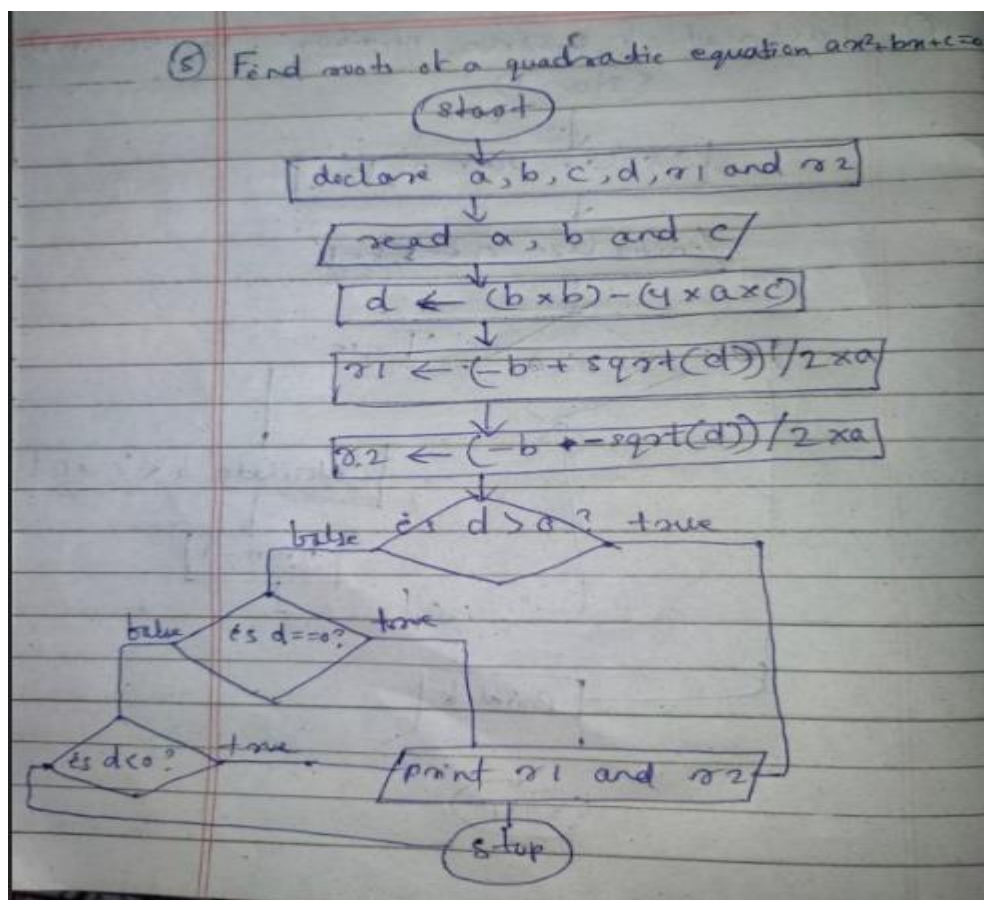 ⑤ Find roots of a quadradic equation ax²+bx+c=0
start
declare a, b, c, d, r1 and r2
read a, b and c
d ← (b x b) - (4 x a x c)
r1 ← (-b + sqrt(d))/2 x a
r2 ← (-b - sqrt(d))/2 x a
false is d > 0 ? true
false is d==0? true
is d<0? true
print r1 and r2
stop